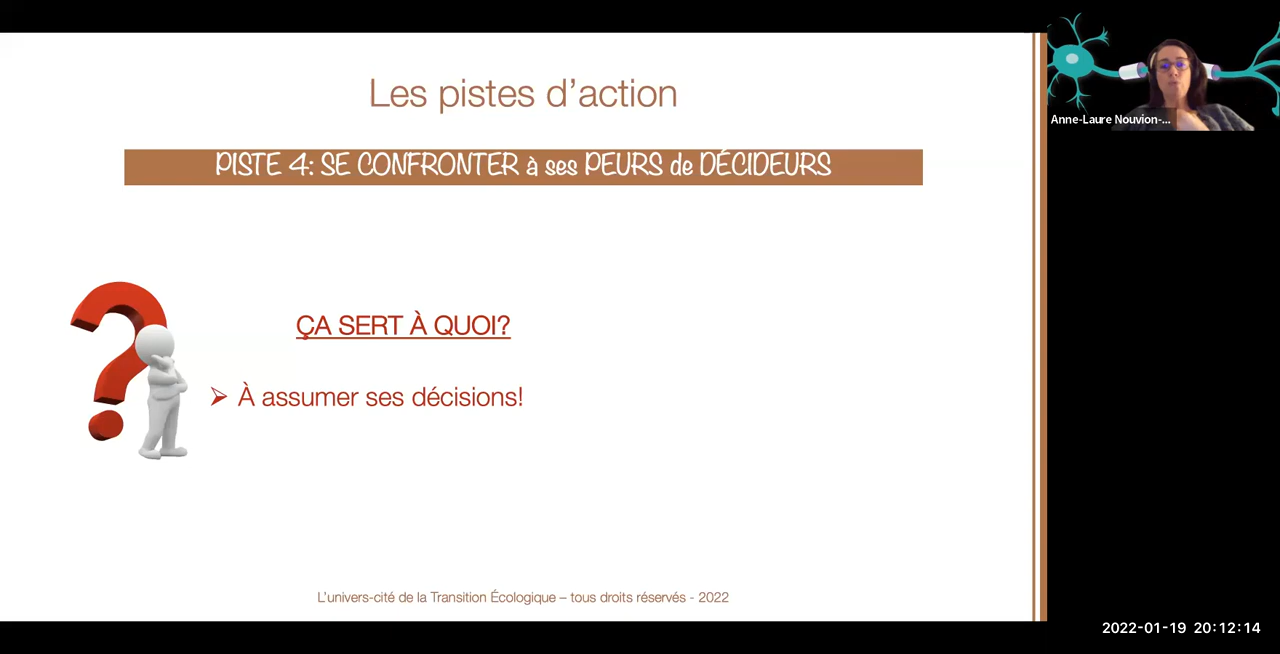 Les pistes d'action
PISTE 4: SE CONFRONTER à ses PEURS de DÉCIDEURS
ÇA SERT À QUOI?
➢ À assumer ses décisions!
L'univers-cité de la Transition Écologique – tous droits réservés - 2022
Anne-Laure Nouvion-...
2022-01-19 20:12:14